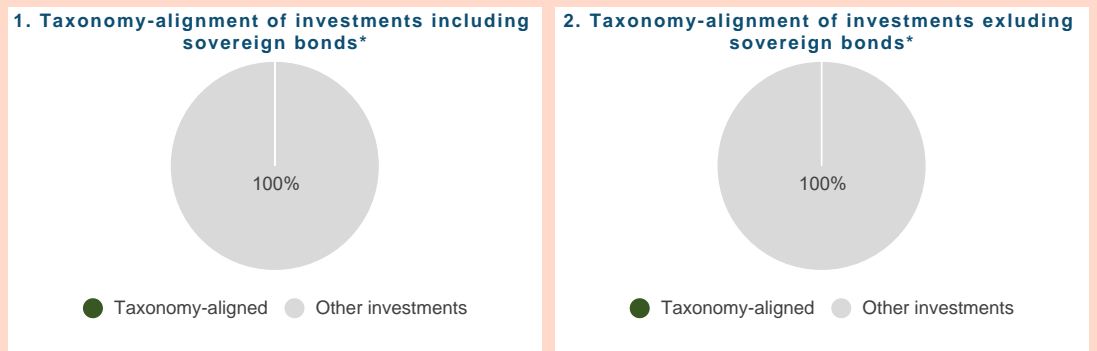 1. Taxonomy-alignment of investments including
sovereign bonds*
100%
Taxonomy-aligned
Other investments
2. Taxonomy-alignment of investments exluding
sovereign bonds*
100%
Taxonomy-aligned
Other investments